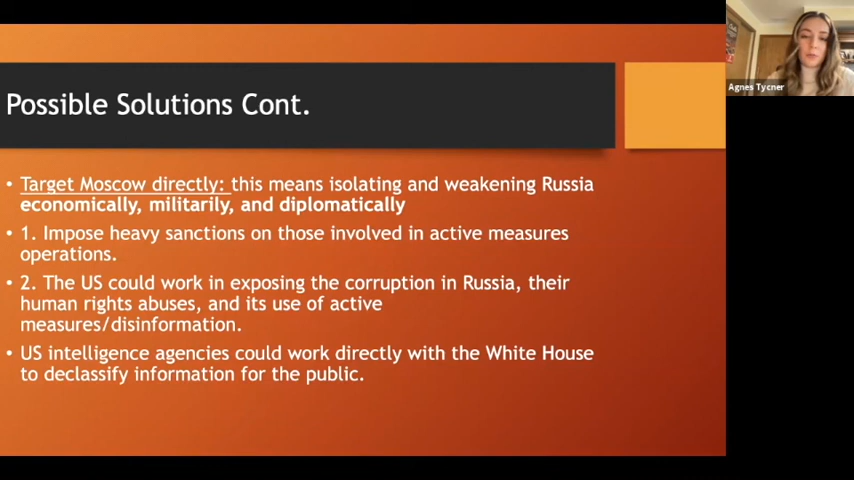 Possible Solutions Cont.
Agnes Tycner
• Target Moscow directly: this means isolating and weakening Russia
economically, militarily, and diplomatically
• 1. Impose heavy sanctions on those involved in active measures
operations.
• 2. The US could work in exposing the corruption in Russia, their
human rights abuses, and its use of active
measures/disinformation.
• US intelligence agencies could work directly with the White House
to declassify information for the public.